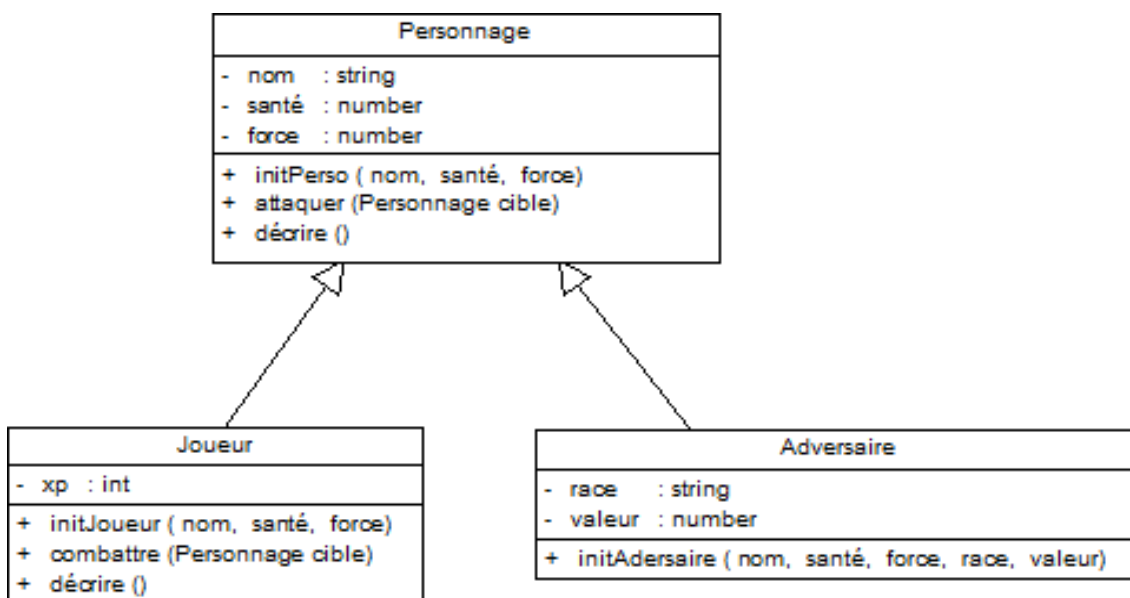 Personnage
- nom : string
- santé : number
- force : number
+ initPerso ( nom, santé, force)
+ attaquer (Personnage cible)
+ décrire ()
Joueur
- xp : int
+ initJoueur ( nom, santé, force)
+ combattre (Personnage cible)
+ décrire ()
Adversaire
- race : string
- valeur : number
+ initAdersaire ( nom, santé, force, race, valeur)